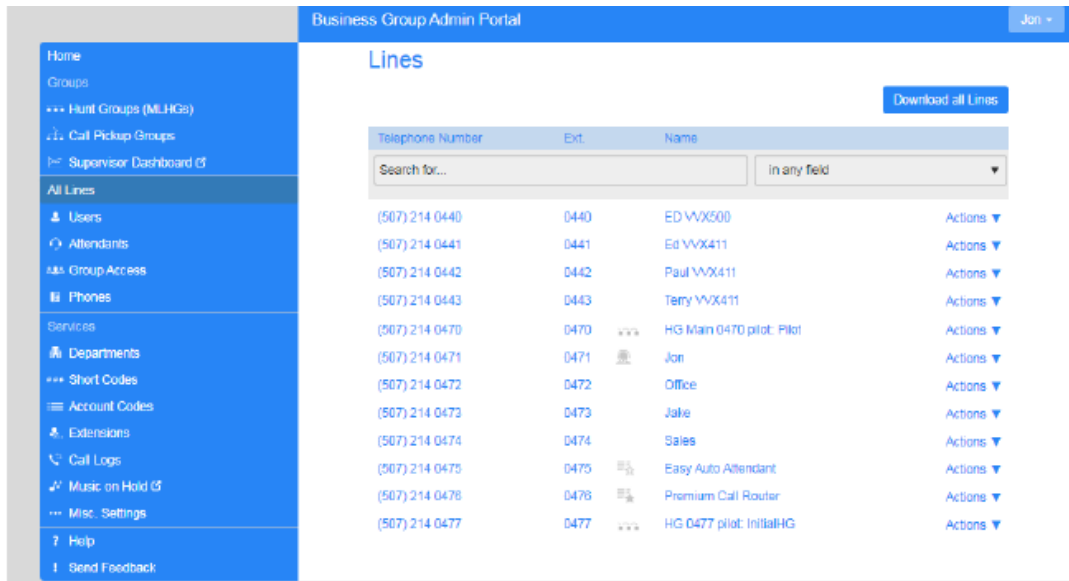 Business Group Admin Portal
Jon
Home
Groups
Hunt Groups (MLHGs)
Call Pickup Groups
Supervisor Dashboard
All Lines
Users
Attendants
Group Access
Phones
Services
Departments
Short Codes
Account Codes
Extensions
Call Logs
Music on Hold
Misc. Settings
? Help
! Send Feedback
Lines
Download all Lines
Telephone Number Ext. Name
Search for... in any field
(507) 214 0440 0440 ED VVX500 Actions
(507) 214 0441 0441 Ed VVX411 Actions
(507) 214 0442 0442 Paul VVX411 Actions
(507) 214 0443 0443 Terry VVX411 Actions
(507) 214 0470 0470 HG Main 0470 pilot: Pilot Actions
(507) 214 0471 0471 Jon Actions
(507) 214 0472 0472 Office Actions
(507) 214 0473 0473 Jake Actions
(507) 214 0474 0474 Sales Actions
(507) 214 0475 0475 Easy Auto Attendant Actions
(507) 214 0476 0476 Premium Call Router Actions
(507) 214 0477 0477 HG 0477 pilot: InitialHG Actions